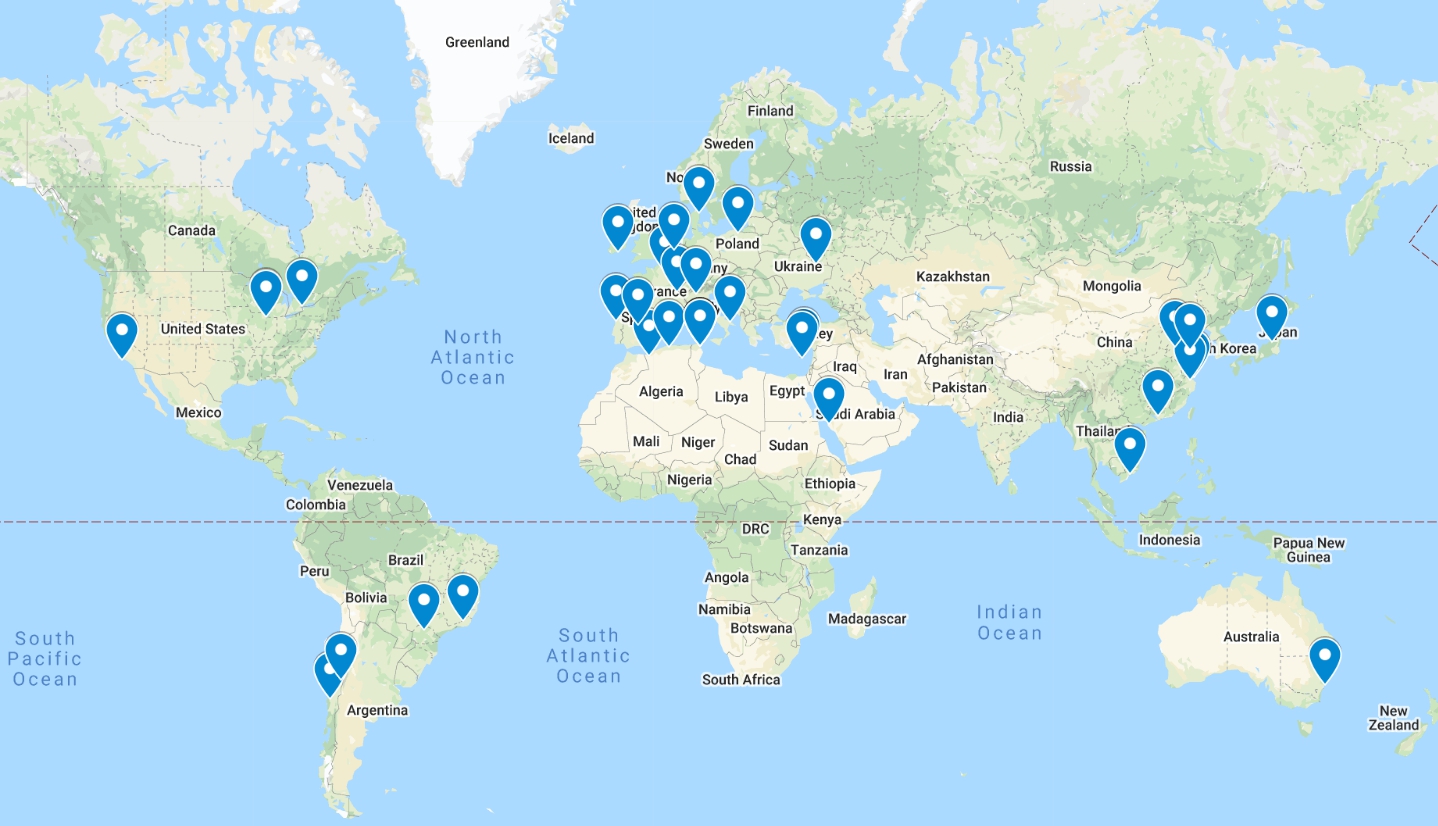 Greenland
Finland
Iceland
Sweden
Russia
No
ited
gdon
Canada
Poland
ny
Ukraine
Kazakhstan
Mongolia
rance
United States
Sp
ey
North
Atlantic
Ocean
China
h Korea
pan
Iraq
Iran
Afghanistan
Pakistan
Algeria
Libya
Egypt
Saudi Arabia
India
Mexico
Thailan
Mali
Niger
Chad
Sudan
Nigeria
Ethiopia
Venezuela
Colombia
DRC
Kenya
Tanzania
Indonesia
Papua New
Guinea
Brazil
Peru
Bolivia
Angola
Namibia
Botswana
Madagascar
Indian
Ocean
Australia
South
Pacific
Ocean
South
Atlantic
Ocean
South Africa
Argentina
New
Zealand